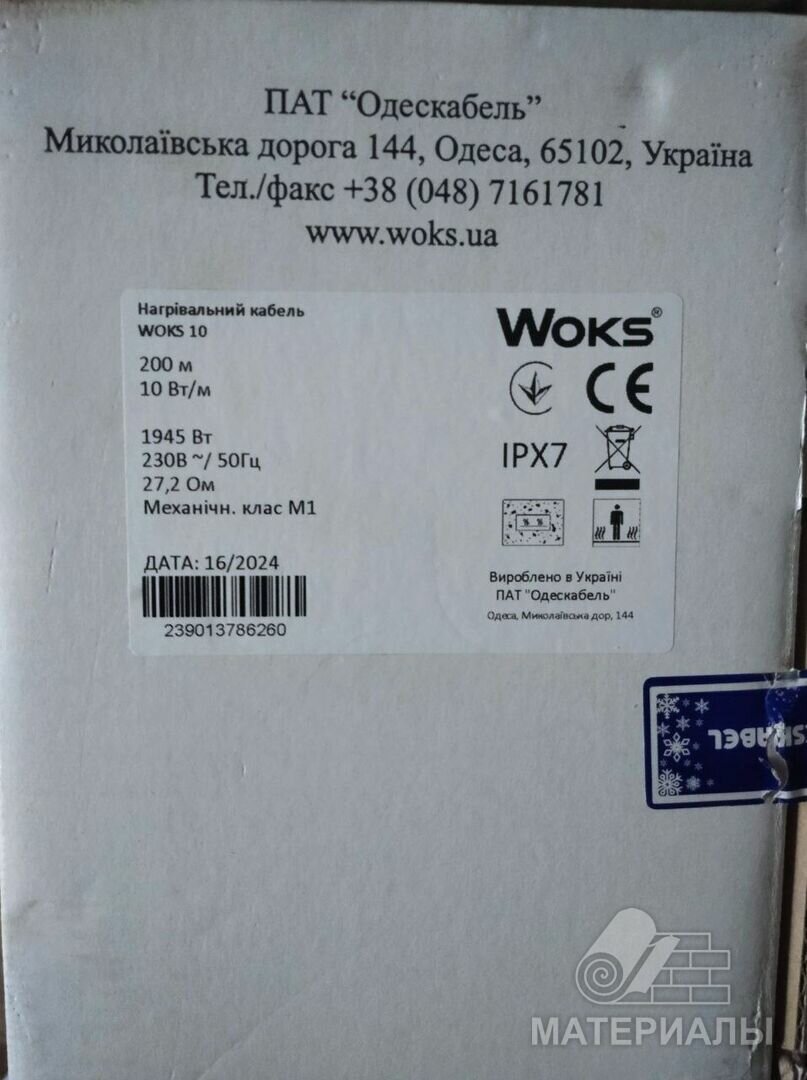 ПАТ “Одескабель”
Миколаївська дорога 144, Одеса, 65102, Україна
Тел./факс +38 (048) 7161781
www.woks.ua
Нагрівальний кабель
WOKS 10
200 м
10 Вт/м
1945 Вт
230В ~/ 50Гц
27,2 Ом
Механічн. клас М1
ДАТА: 16/2024
239013786260
WOKS®
CE
IPX7
Вироблено в Україні
ПАТ "Одескабель"
Одеса, Миколаївська дор, 144
МАТЕРИАЛЫ